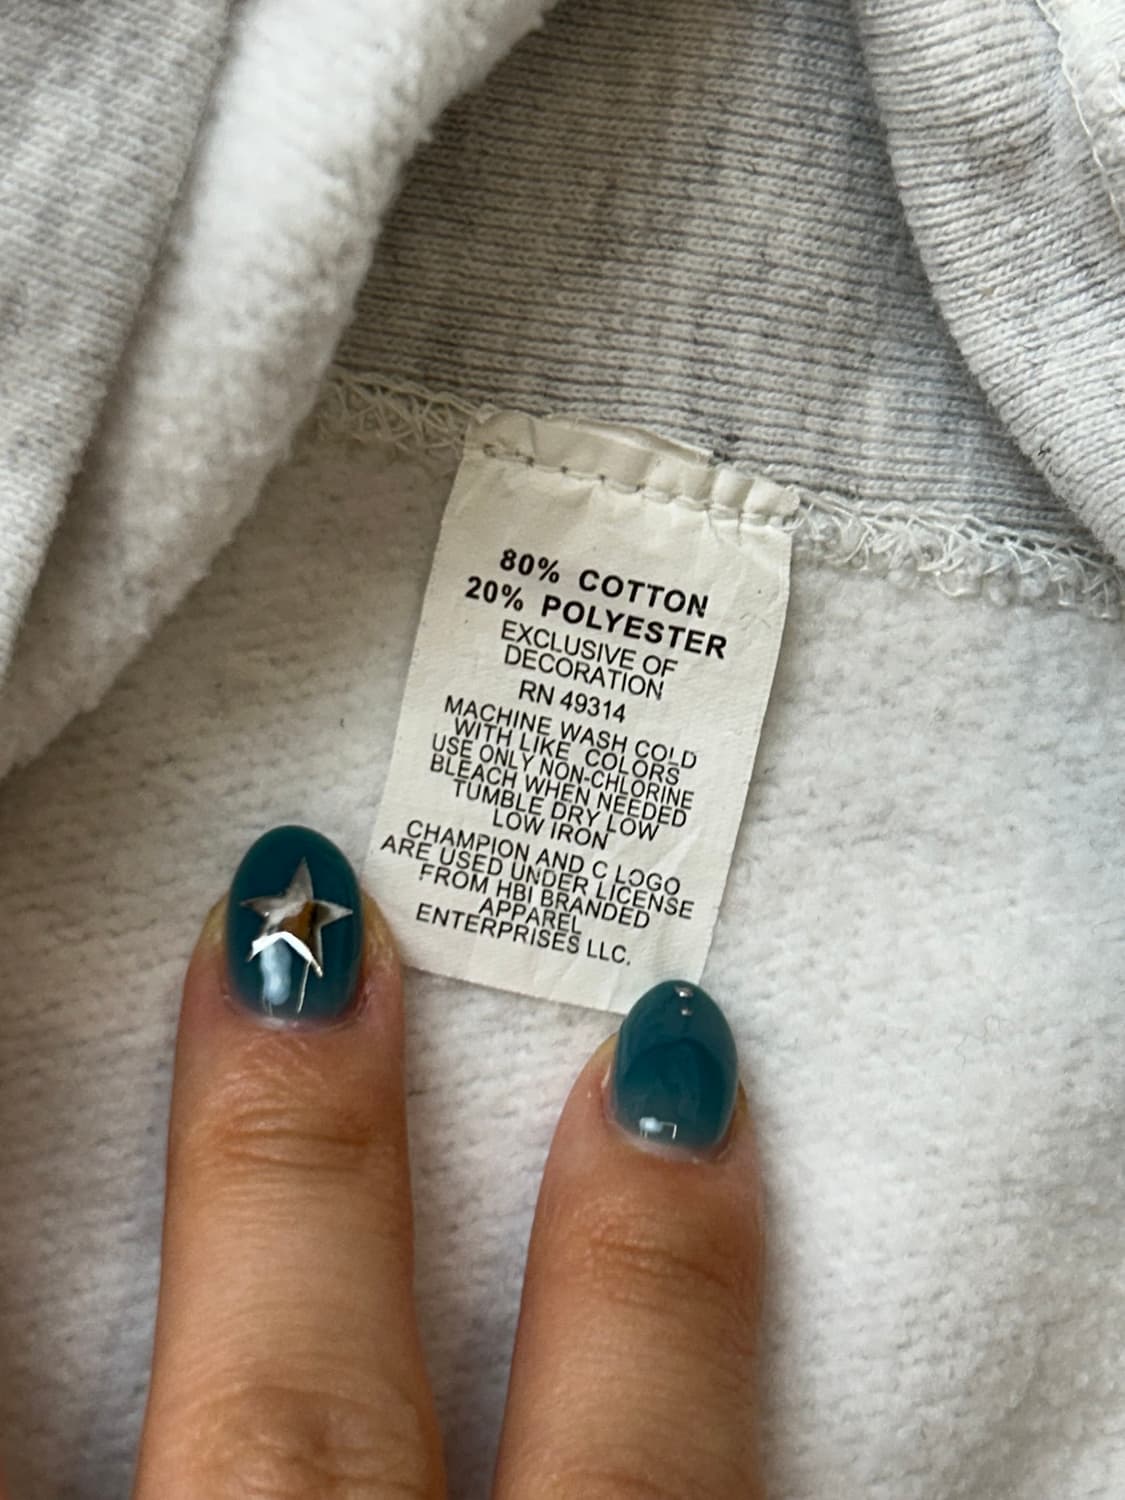 80% COTTON
20% POLYESTER
EXCLUSIVE OF
DECORATION
RN 49314
MACHINE WASH COLD
WITH LIKE COLORS
USE ONLY NON-CHLORINE
BLEACH WHEN NEEDED
TUMBLE DRY LOW
LOW IRON
CHAMPION AND C LOGO
ARE USED UNDER LICENSE
FROM HBI BRANDED
APPAREL
ENTERPRISES LLC.